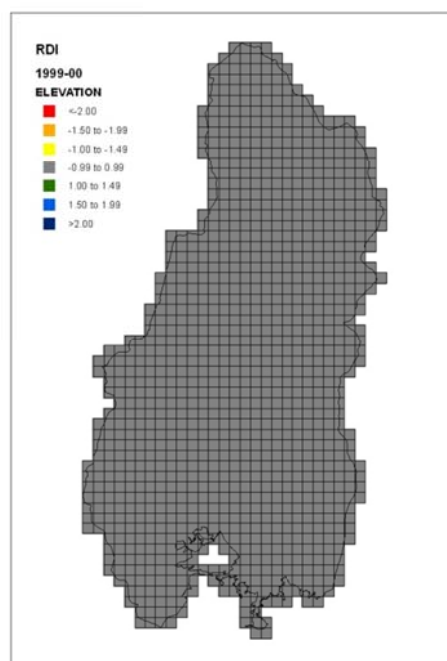 RDI
1999-00
ELEVATION
<-2.00
-1.50 to -1.99
-1.00 to -1.49
-0.99 to 0.99
1.00 to 1.49
1.50 to 1.99
>2.00